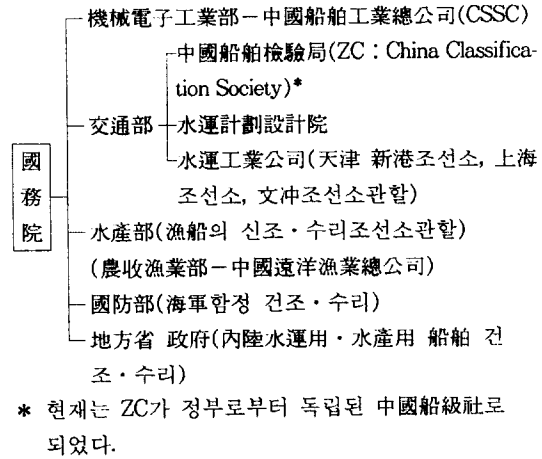 機械電子工業部－中國船舶工業總公司(CSSC)
中國船舶檢驗局(ZC：China Classifica-
tion Society)*
交通部
水運計劃設計院
水運工業公司(天津 新港조선소, 上海
조선소, 文冲조선소관할)
國務院
水産部(漁船의 신조·수리조선소관할)
(農收漁業部－中國遠洋漁業總公司)
國防部(海軍함정 건조·수리)
地方省 政府(內陸水運用·水産用 船舶 건
조·수리)
* 현재는 ZC가 정부로부터 독립된 中國船級社로
되었다.